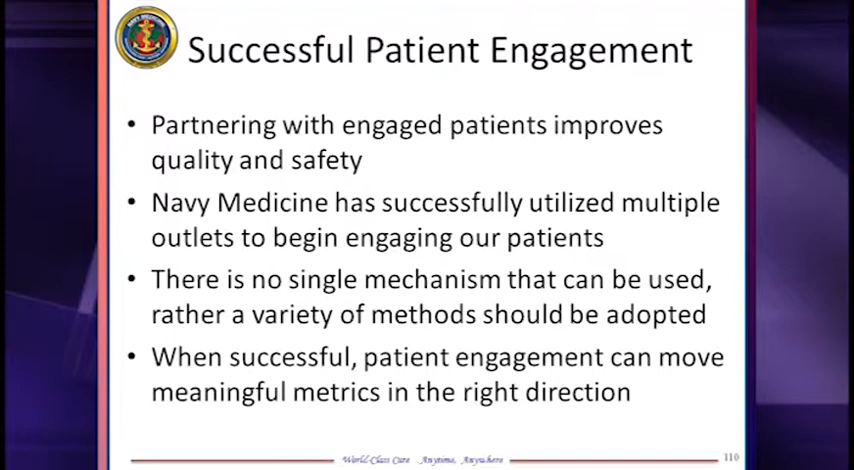 NAVY MEDICINE
Successful Patient Engagement
• Partnering with engaged patients improves
quality and safety
• Navy Medicine has successfully utilized multiple
outlets to begin engaging our patients
• There is no single mechanism that can be used,
rather a variety of methods should be adopted
• When successful, patient engagement can move
meaningful metrics in the right direction
World-Class Care Anytime, Anywhere
110